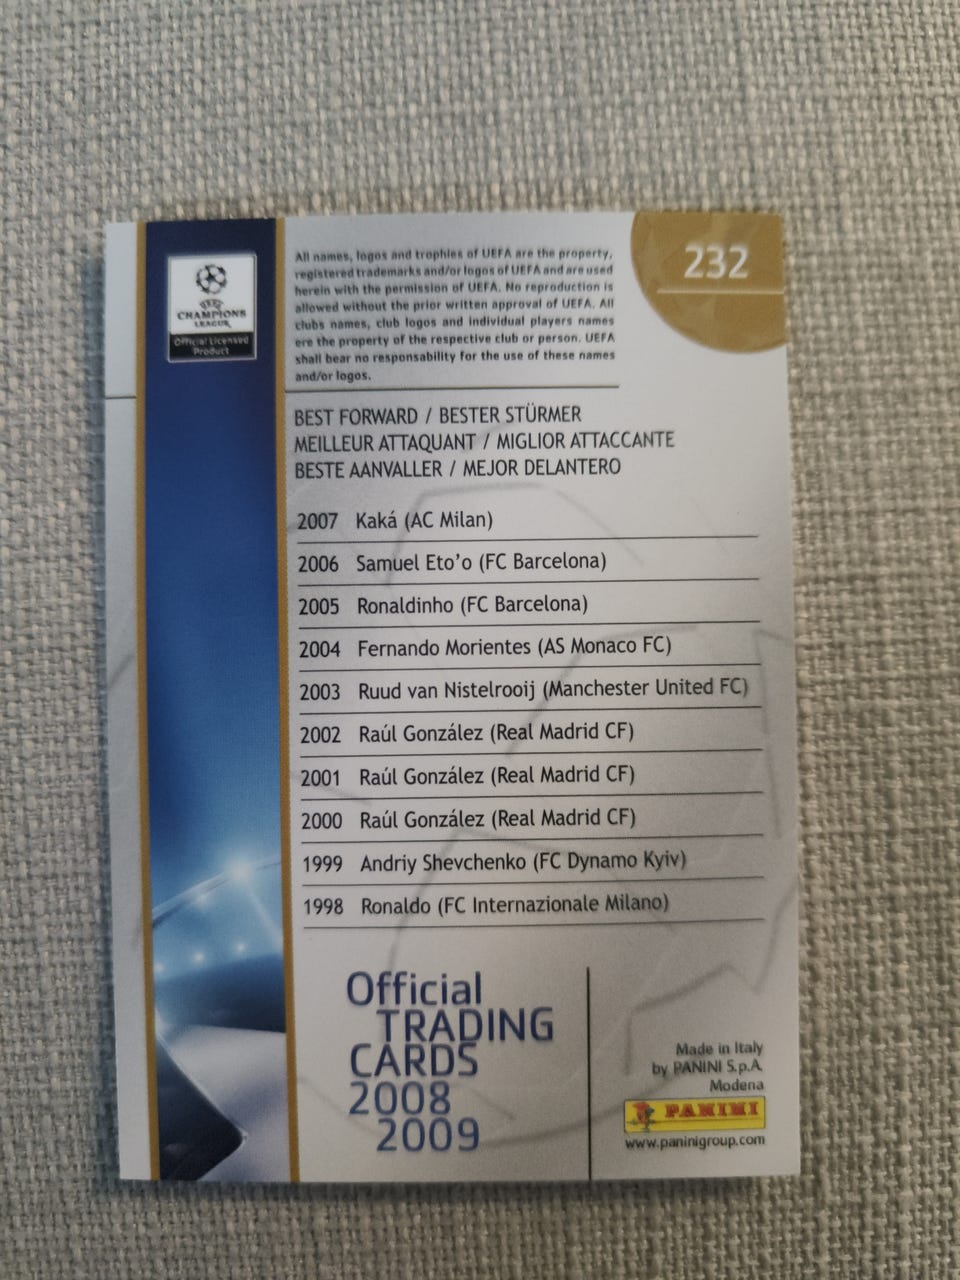 UEFA
CHAMPIONS
LEAGUE
Official Licensed
Product
All names, logos and trophies of UEFA are the property,
registered trademarks and/or logos of UEFA and are used
herein with the permission of UEFA. No reproduction is
allowed without the prior written approval of UEFA. All
clubs names, club logos and individual players names
ere the property of the respective club or person. UEFA
shall bear no responsability for the use of these names
and/or logos.
232
BEST FORWARD / BESTER STÜRMER
MEILLEUR ATTAQUANT / MIGLIOR ATTACCANTE
BESTE AANVALLER / MEJOR DELANTERO
2007 Kaká (AC Milan)
2006 Samuel Eto'o (FC Barcelona)
2005 Ronaldinho (FC Barcelona)
2004 Fernando Morientes (AS Monaco FC)
2003 Ruud van Nistelrooij (Manchester United FC)
2002 Raúl González (Real Madrid CF)
2001 Raúl González (Real Madrid CF)
2000 Raúl González (Real Madrid CF)
1999 Andriy Shevchenko (FC Dynamo Kyiv)
1998 Ronaldo (FC Internazionale Milano)
Official
TRADING
CARDS
2008
2009
Made in Italy
by PANINI S.p.A.
Modena
PANINI
www.paninigroup.com